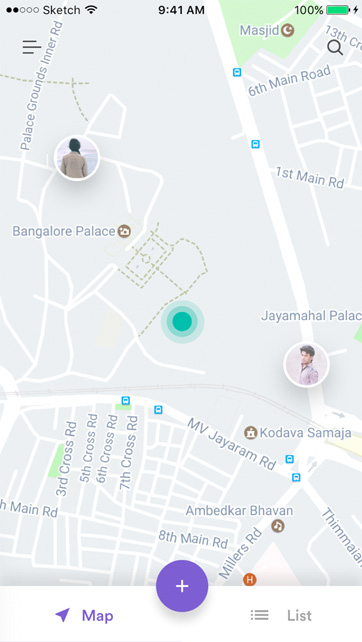 Sketch
9:41 AM
100%
Masjid
13th C
Palace Grounds Inner Rd
6th Main Road
1st Main Rd
Bangalore Palace
Jayamahal Palac
MV Jayaram Rd
Kodava Samaja
3rd Cross Rd
5th Cross Rd
6th Cross Rd
7th Cross Rd
h Main Rd
Ambedkar Bhavan
8th Main Rd
Millers Rd
Thimmaia
H
+
Map
List